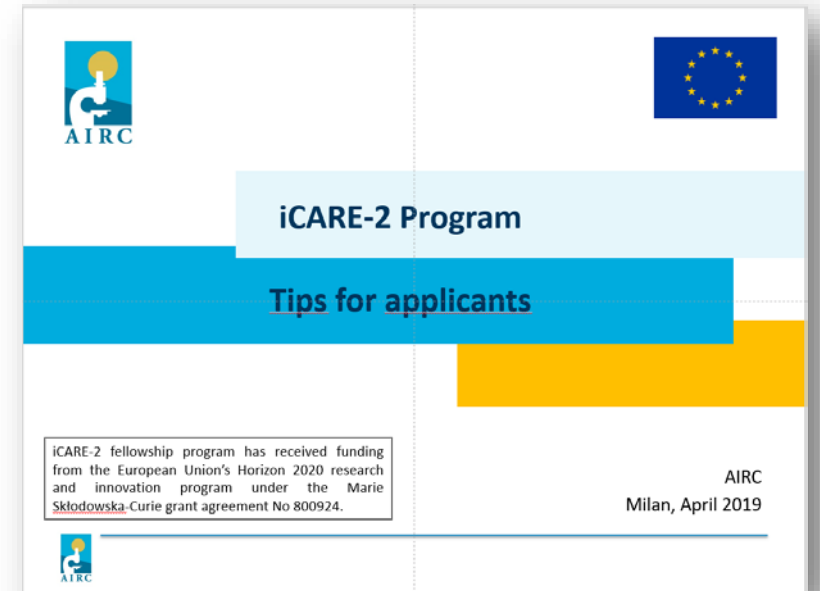 AIRC
iCARE-2 Program
Tips for applicants
iCARE-2 fellowship program has received funding
from the European Union's Horizon 2020 research
and innovation program under the Marie
Skłodowska-Curie grant agreement No 800924.
AIRC
Milan, April 2019
AIRC